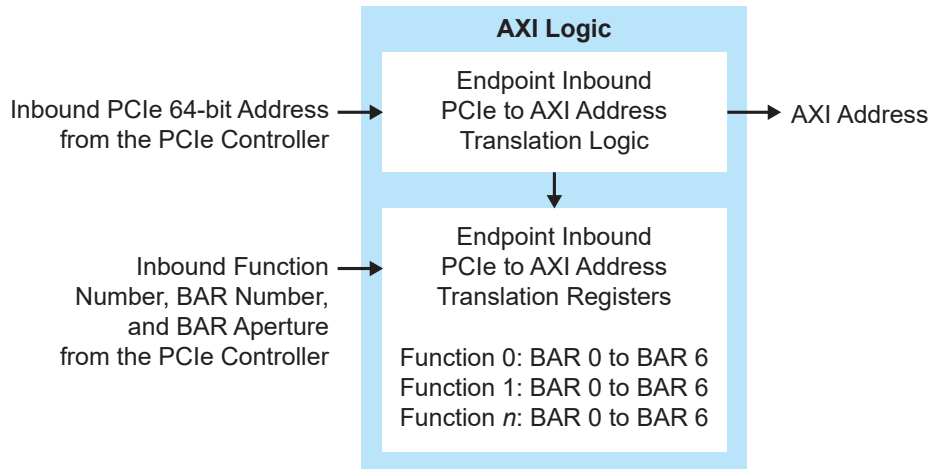 AXI Logic
Endpoint Inbound
PCIe to AXI Address
Translation Logic
Inbound PCIe 64-bit Address
from the PCIe Controller
AXI Address
Endpoint Inbound
PCIe to AXI Address
Translation Registers
Inbound Function
Number, BAR Number,
and BAR Aperture
from the PCIe Controller
Function 0: BAR 0 to BAR 6
Function 1: BAR 0 to BAR 6
Function n: BAR 0 to BAR 6